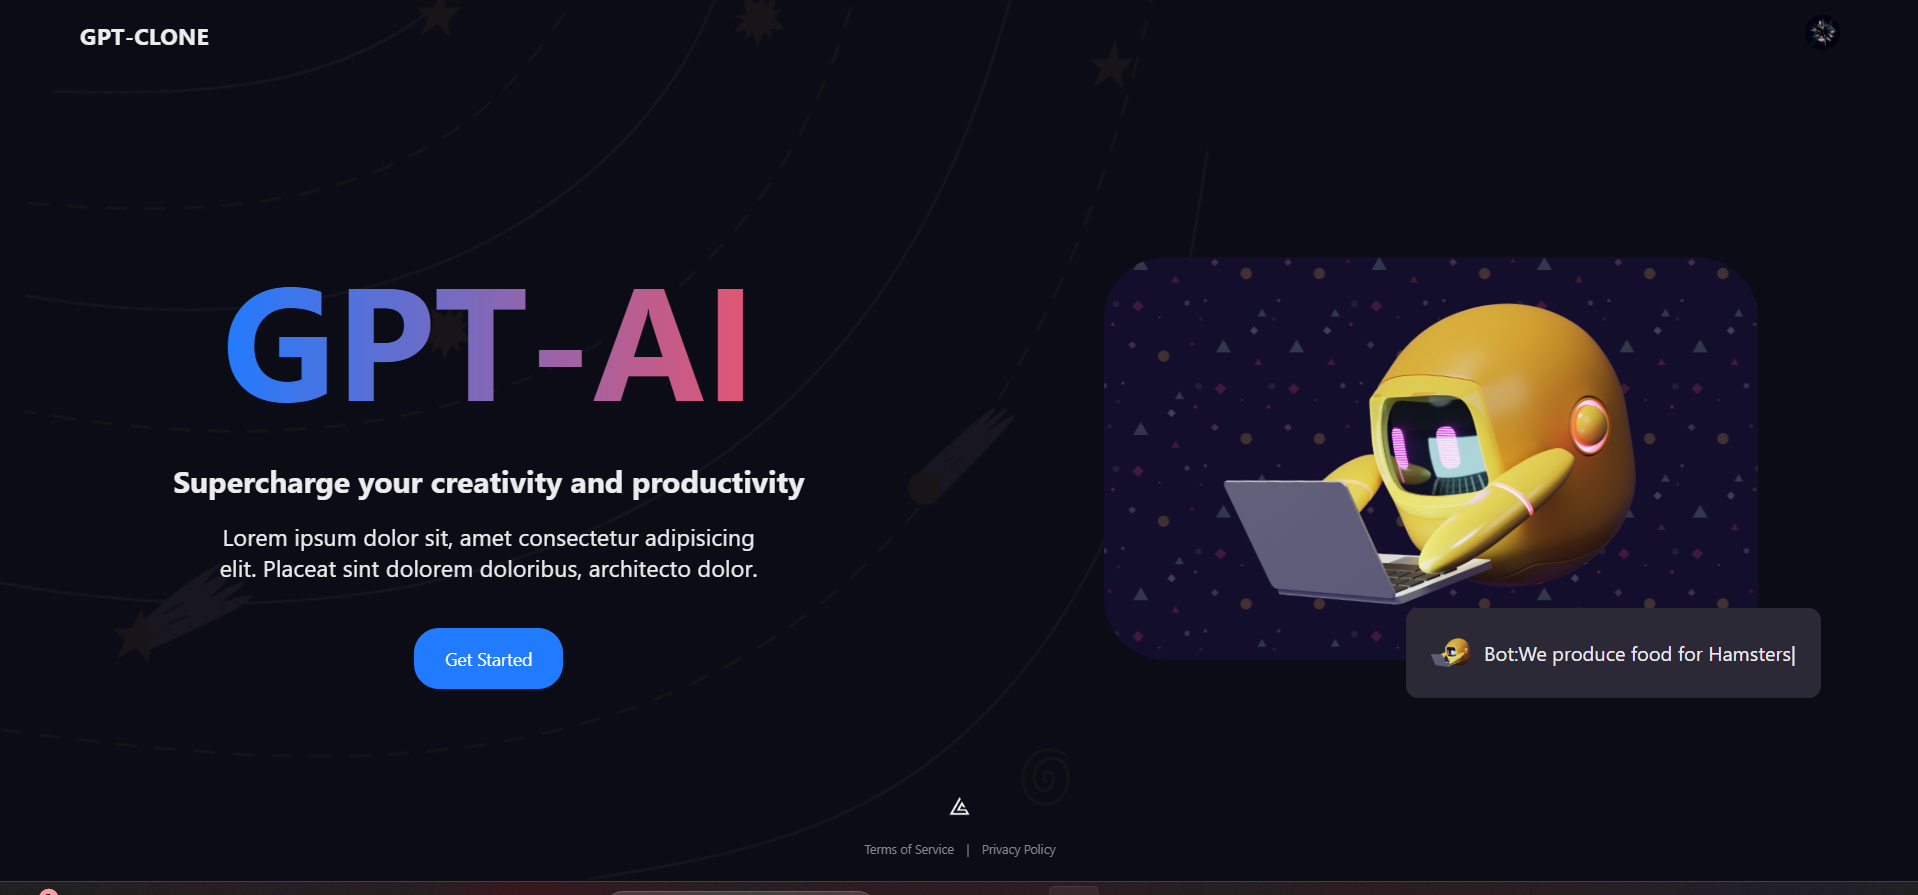 GPT-CLONE
GPT-AI
Supercharge your creativity and productivity
Lorem ipsum dolor sit, amet consectetur adipisicing
elit. Placeat sint dolorem doloribus, architecto dolor.
Get Started
Bot:We produce food for Hamsters|
Terms of Service | Privacy Policy